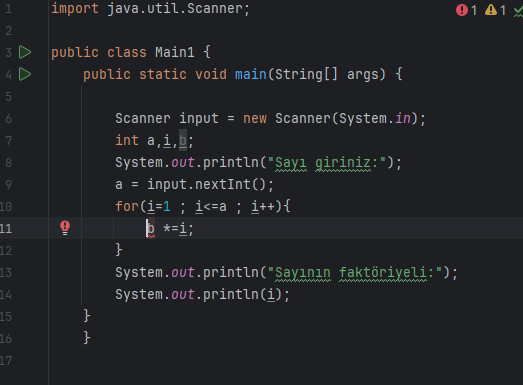 1 import java.util.Scanner;
1 1
2
3 public class Main1 {
4 public static void main(String[] args) {
5
6 Scanner input = new Scanner(System.in);
7 int a,i,b;
8 System.out.println("Sayı giriniz:");
9 a = input.nextInt();
10 for(i=1 ; i<=a ; i++){
11 b *=i;
12 }
13 System.out.println("Sayının faktöriyeli:");
14 System.out.println(i);
15 }
16 }
17